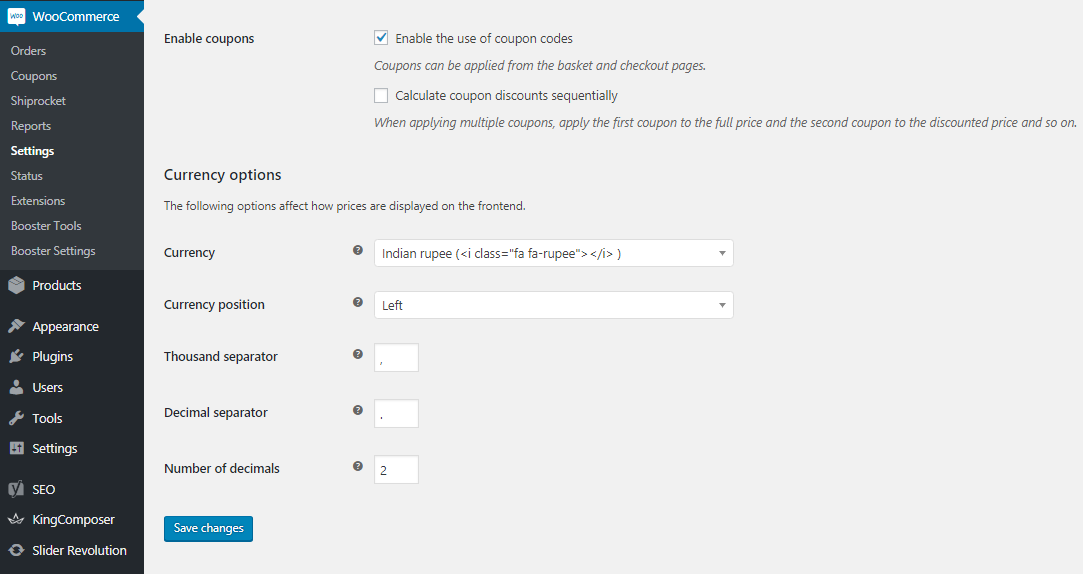 WooCommerce
Orders
Coupons
Shiprocket
Reports
Settings
Status
Extensions
Booster Tools
Booster Settings
Products
Appearance
Plugins
Users
Tools
Settings
SEO
KingComposer
Slider Revolution
Enable coupons
Enable the use of coupon codes
Coupons can be applied from the basket and checkout pages.
Calculate coupon discounts sequentially
When applying multiple coupons, apply the first coupon to the full price and the second coupon to the discounted price and so on.
Currency options
The following options affect how prices are displayed on the frontend.
Currency ? Indian rupee (<i class="fa fa-rupee"></i> )
Currency position ? Left
Thousand separator ? ,
Decimal separator ? .
Number of decimals ? 2
Save changes